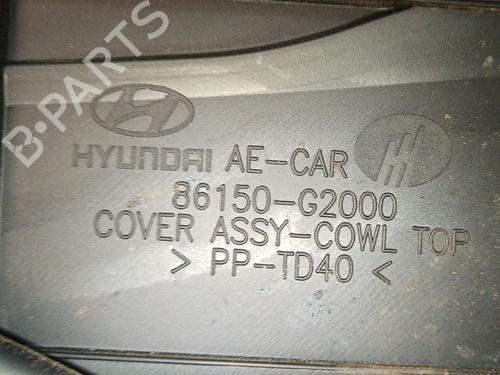 B-PARTS
HYUNDAI AE-CAR
86150-G2000
COVER ASSY-COWL TOP
> PP-TD40 <